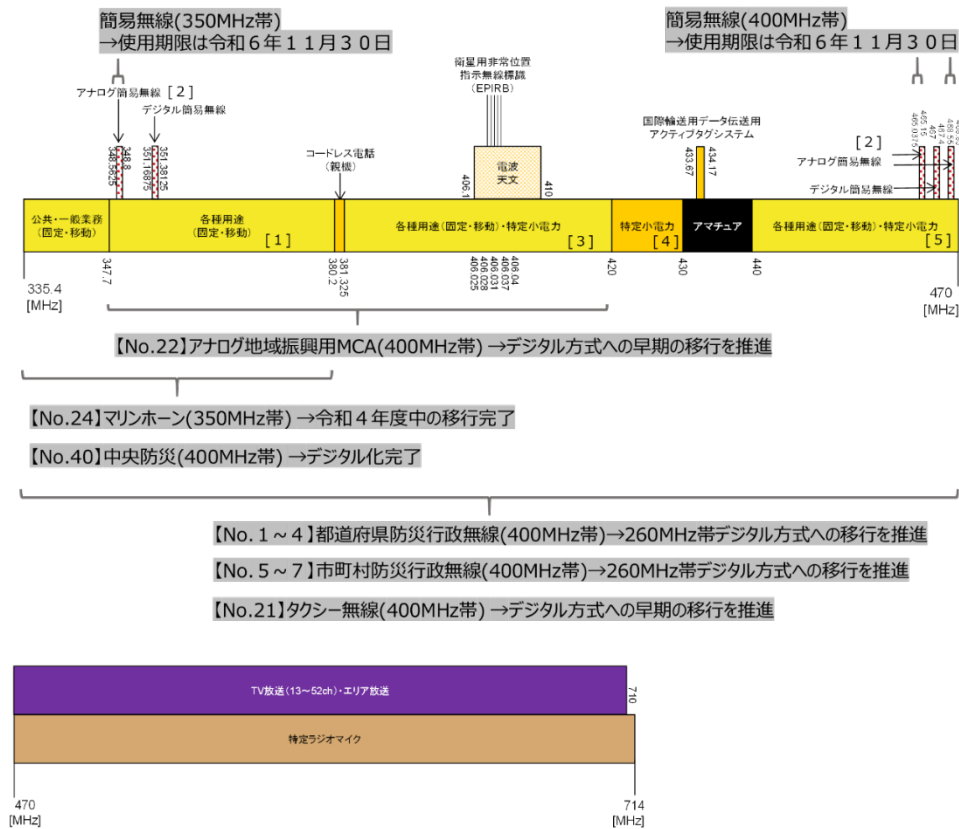 簡易無線(350MHz帯)
→使用期限は令和6年11月30日
簡易無線(400MHz帯)
→使用期限は令和6年11月30日
アナログ簡易無線 [2]
デジタル簡易無線
348.5625
348.8
351.16875
351.38125
コードレス電話
(親機)
衛星用非常位置
指示無線標識
(EPIRB)
406.1
電波
天文
410
国際輸送用データ伝送用
アクティブタグシステム
433.67
434.17
[2]
アナログ簡易無線
デジタル簡易無線
465.0375
465.15
467
467.4
468.55
公共・一般業務
(固定・移動)
各種用途
(固定・移動)
[1]
各種用途(固定・移動)・特定小電力
[3]
特定小電力
[4]
アマチュア
各種用途(固定・移動)・特定小電力
[5]
335.4
[MHz]
347.7
380.2
381.325
406.025
406.028
406.031
406.037
406.04
420
430
440
470
[MHz]
【No.22】アナログ地域振興用MCA(400MHz帯) →デジタル方式への早期の移行を推進
【No.24】マリンホーン(350MHz帯) →令和4年度中の移行完了
【No.40】中央防災(400MHz帯) →デジタル化完了
【No.1~4】都道府県防災行政無線(400MHz帯)→260MHz帯デジタル方式への移行を推進
【No.5~7】市町村防災行政無線(400MHz帯)→260MHz帯デジタル方式への移行を推進
【No.21】タクシー無線(400MHz帯) →デジタル方式への早期の移行を推進
TV放送(13~52ch)・エリア放送
710
特定ラジオマイク
470
[MHz]
714
[MHz]